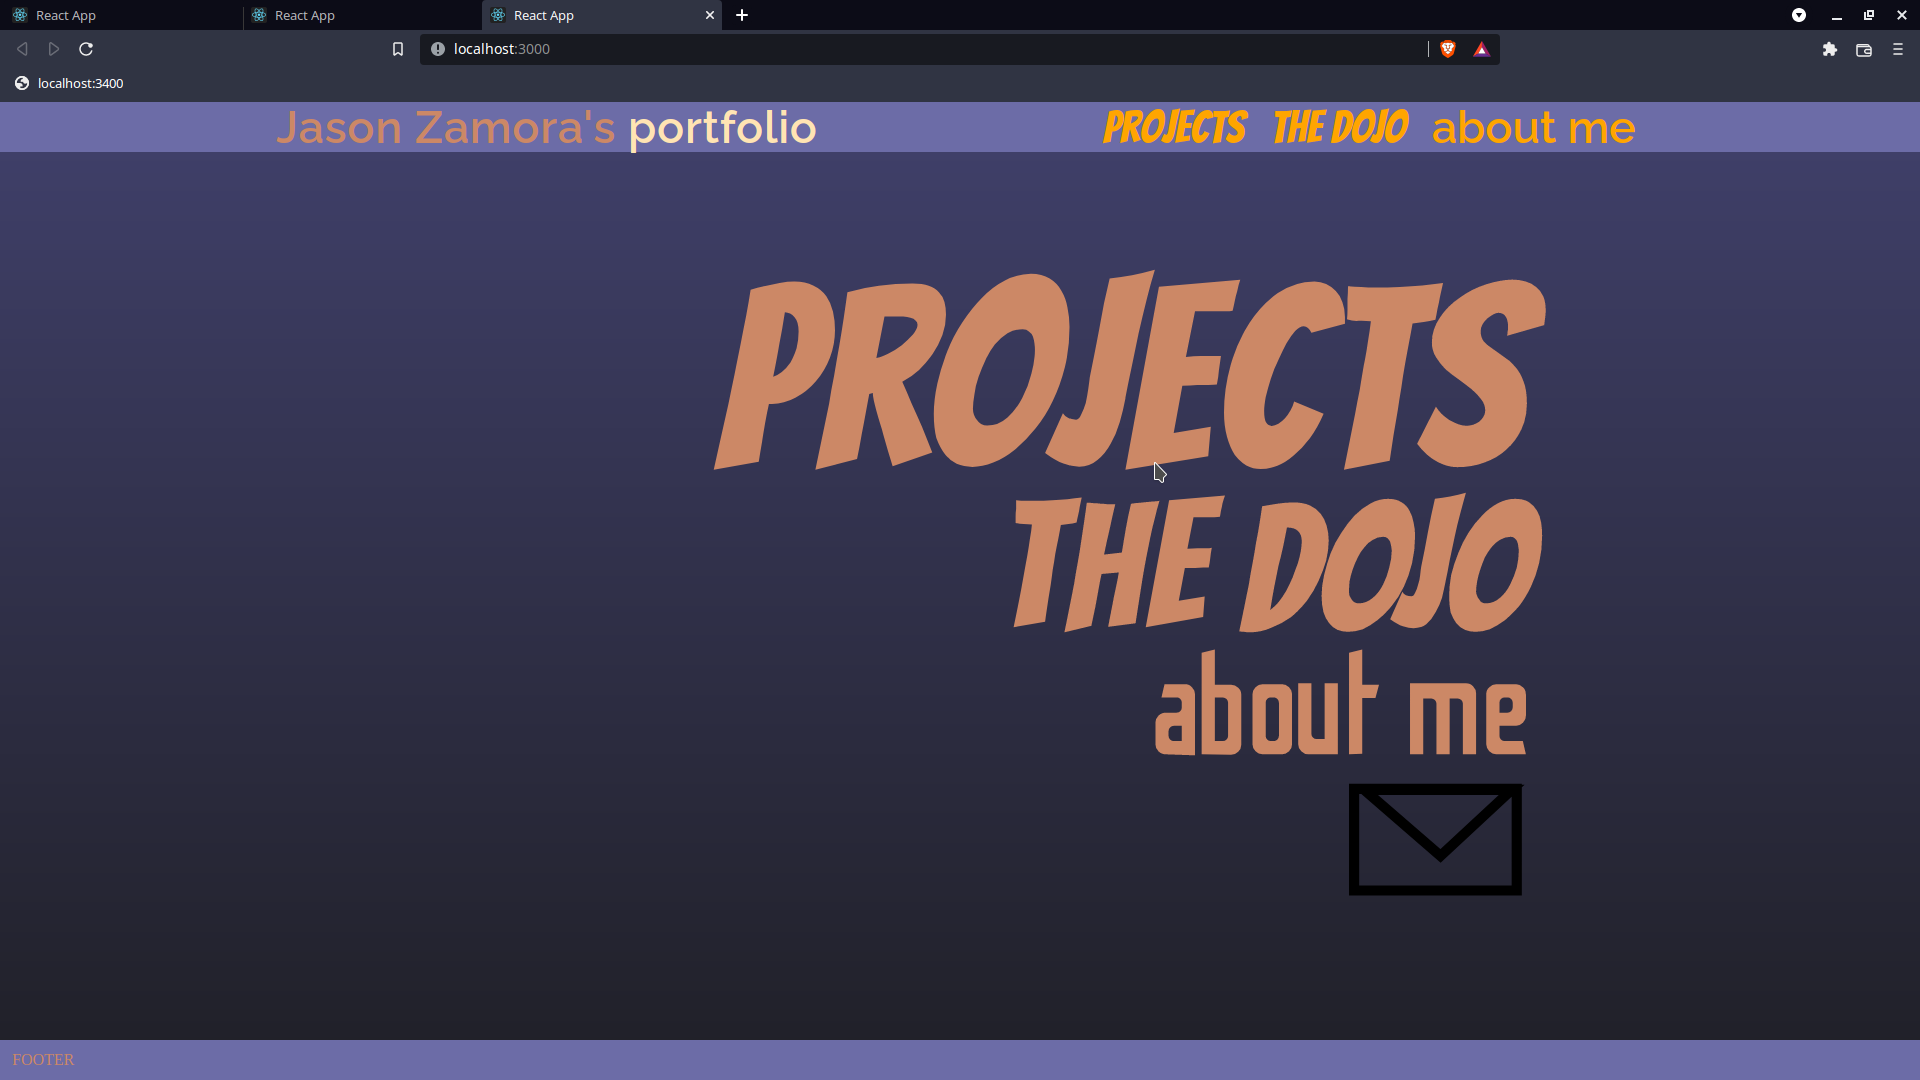 React App React App React App
localhost:3000
localhost:3400
Jason Zamora's portfolio PROJECTS THE DOJO about me
PROJECTS
THE DOJO
about me
FOOTER